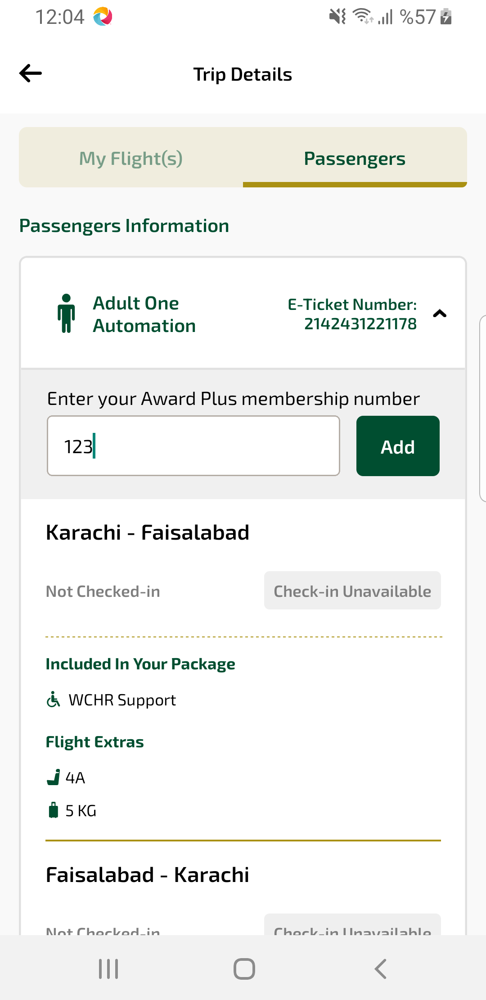 12:04
%57
Trip Details
My Flight(s)
Passengers
Passengers Information
Adult One
Automation
E-Ticket Number:
2142431221178
Enter your Award Plus membership number
123
Add
Karachi - Faisalabad
Not Checked-in
Check-in Unavailable
Included In Your Package
WCHR Support
Flight Extras
4A
5 KG
Faisalabad - Karachi
Not Checked-in
Check-in Unavailable